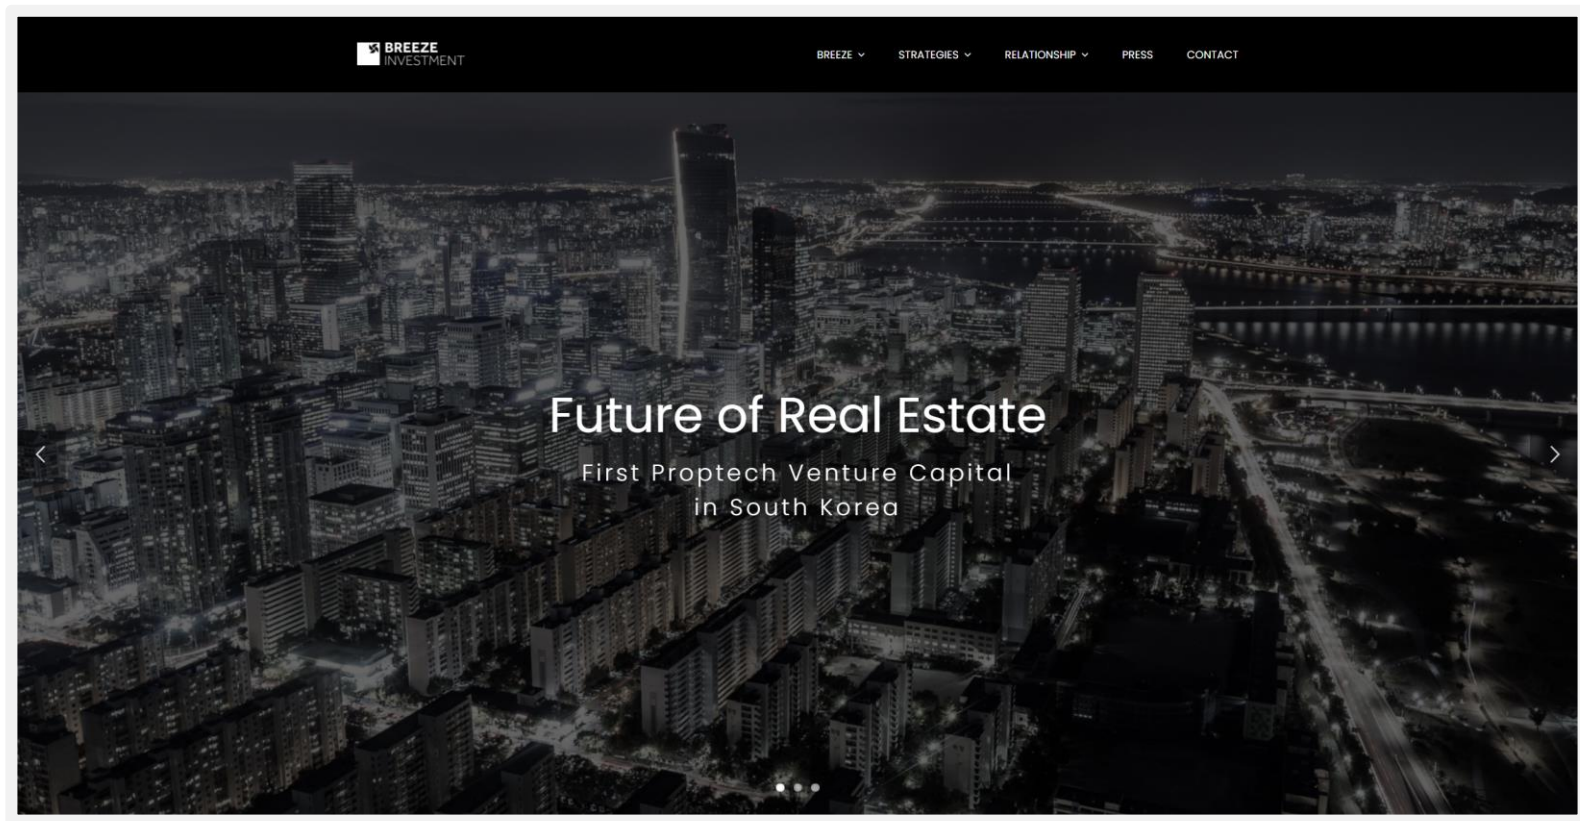 BREEZE
INVESTMENT
BREEZE
STRATEGIES
RELATIONSHIP
PRESS
CONTACT
Future of Real Estate
First Proptech Venture Capital
in South Korea